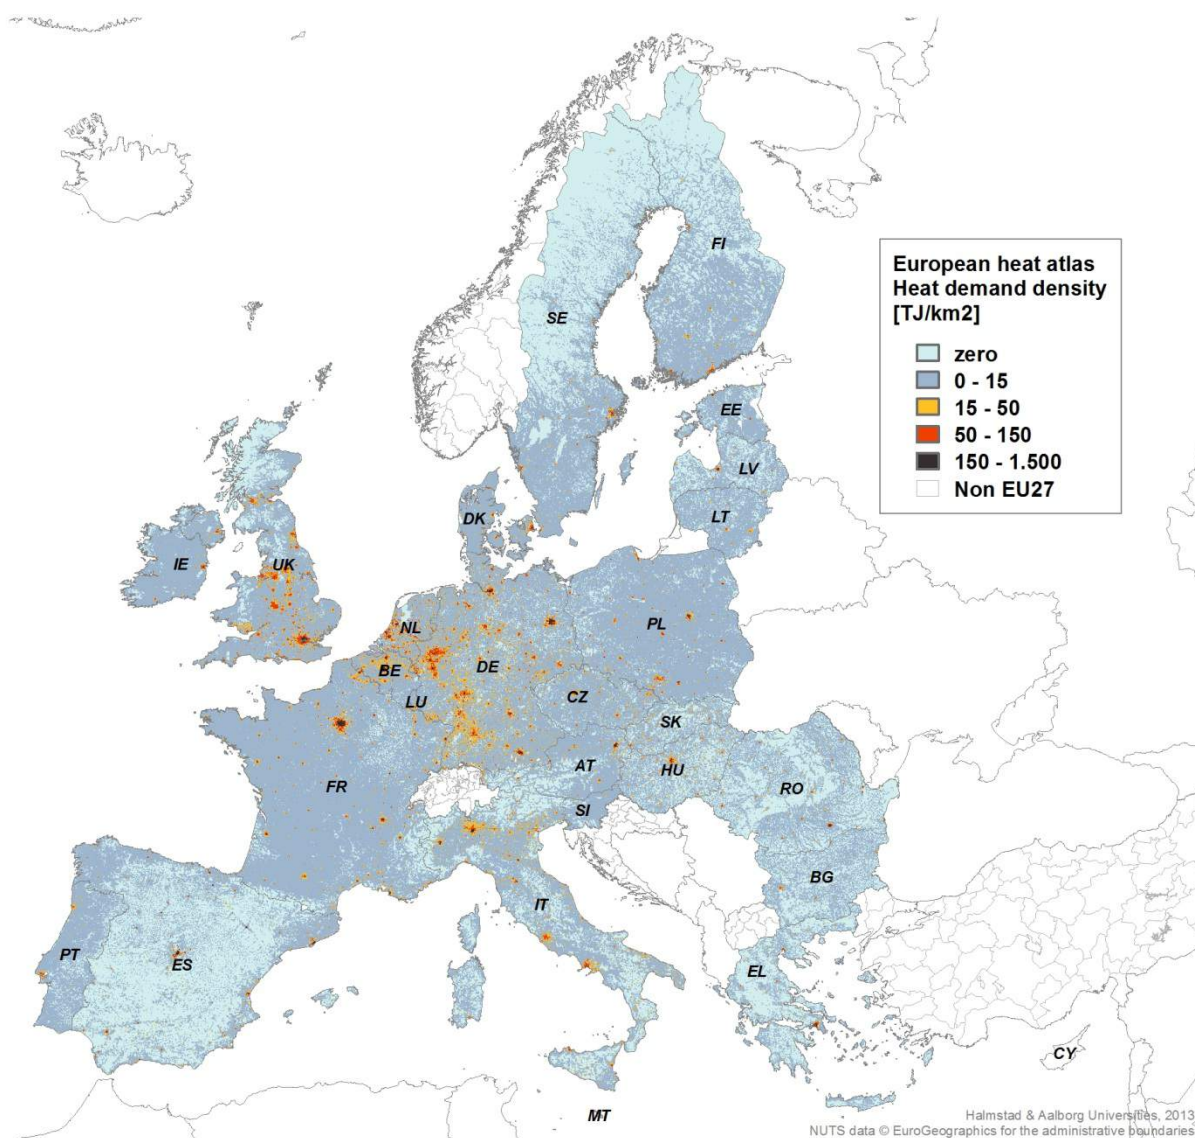 FI
European heat atlas
Heat demand density
[TJ/km2]
SE
zero
0 - 15
15 - 50
EE
50 - 150
150 - 1.500
LV
Non EU27
DK
LT
IE
UK
NL
PL
BE
DE
LU
CZ
SK
AT
HU
FR
RO
SI
BG
IT
PT
ES
EL
CY
MT
Halmstad & Aalborg Universities, 2013
NUTS data © EuroGeographics for the administrative boundaries